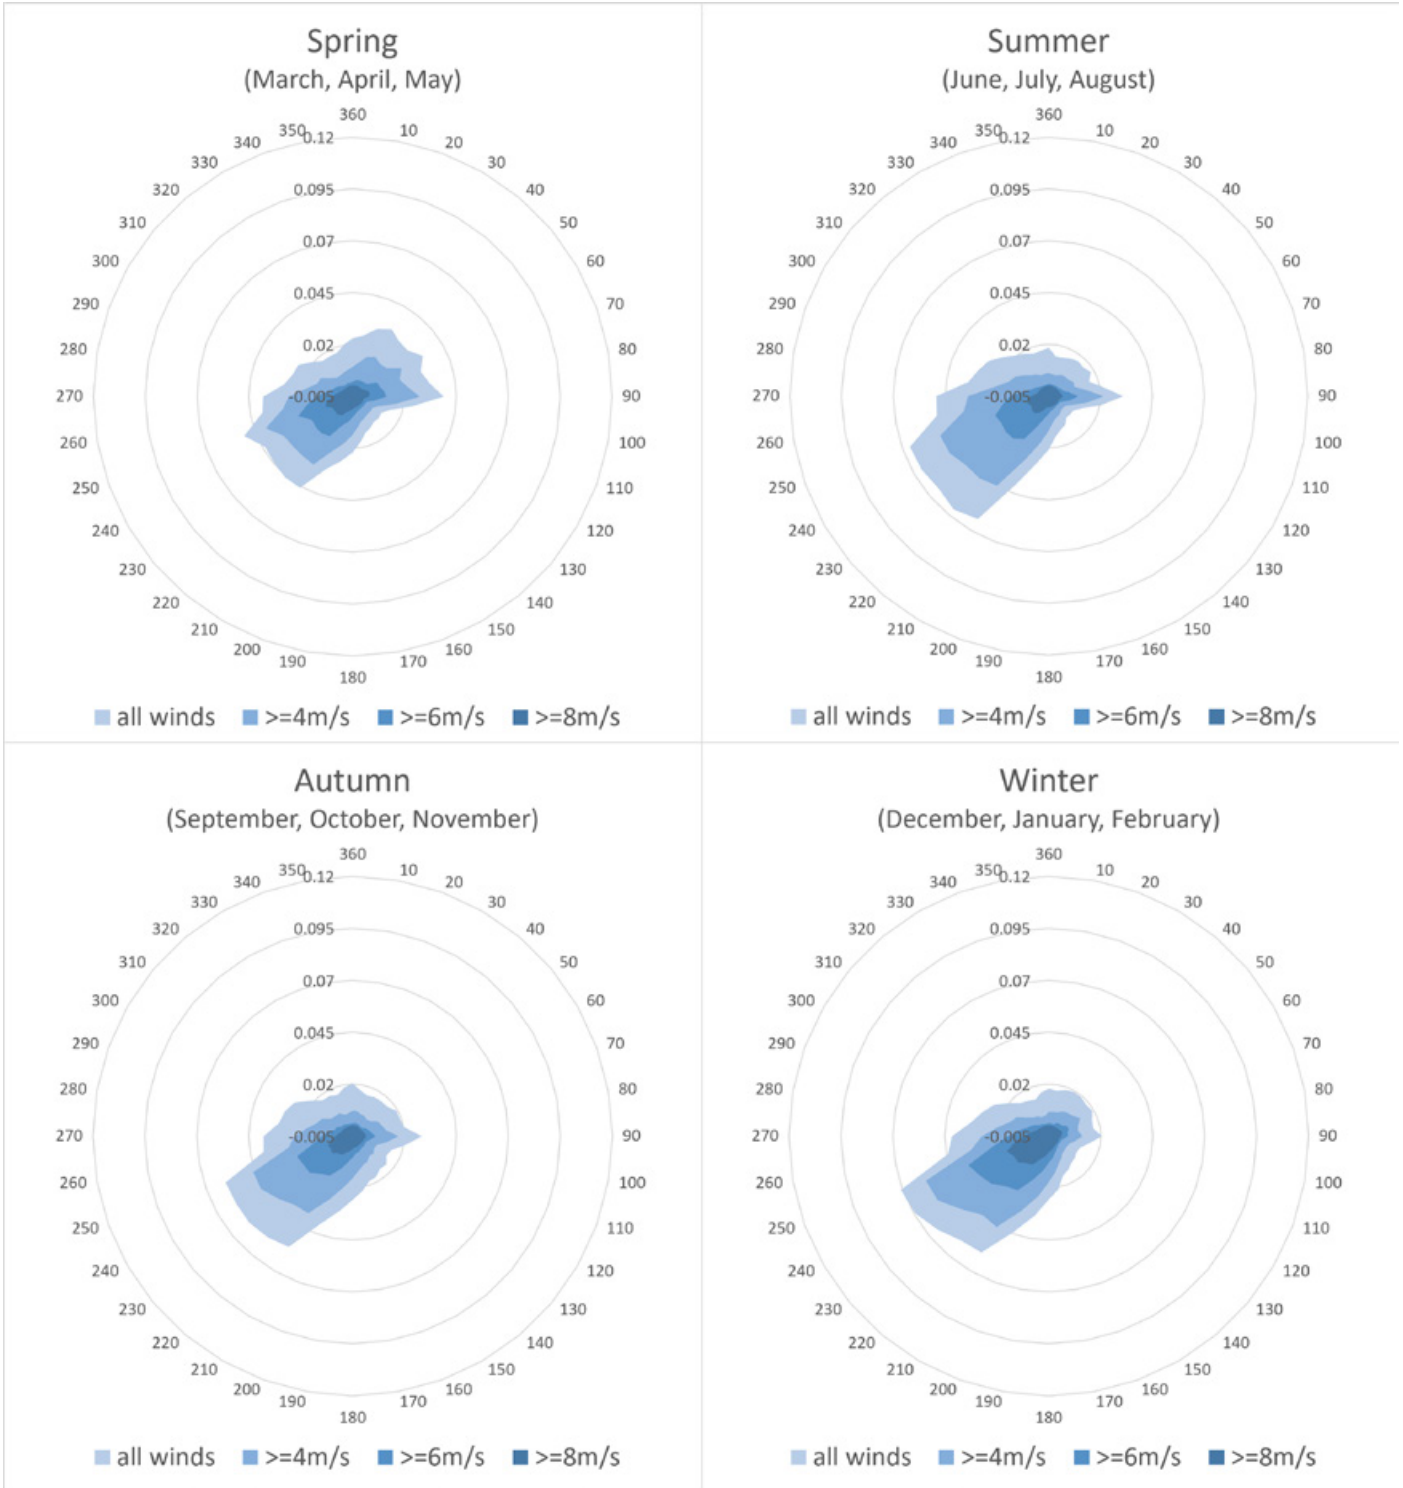 Spring
(March, April, May)
360
350 0.12 10
340 20
330 30
320 0.095 40
310 50
0.07
300 60
290 0.045 70
280 0.02 80
270 -0.005 90
260 100
250 110
240 120
230 130
220 140
210 150
200 160
190 170
180
all winds >=4m/s >=6m/s >=8m/s
Summer
(June, July, August)
360
350 0.12 10
340 20
330 30
320 0.095 40
310 50
0.07
300 60
290 0.045 70
280 0.02 80
270 -0.005 90
260 100
250 110
240 120
230 130
220 140
210 150
200 160
190 170
180
all winds >=4m/s >=6m/s >=8m/s
Autumn
(September, October, November)
360
350 0.12 10
340 20
330 30
320 0.095 40
310 50
0.07
300 60
290 0.045 70
280 0.02 80
270 -0.005 90
260 100
250 110
240 120
230 130
220 140
210 150
200 160
190 170
180
all winds >=4m/s >=6m/s >=8m/s
Winter
(December, January, February)
360
350 0.12 10
340 20
330 30
320 0.095 40
310 50
0.07
300 60
290 0.045 70
280 0.02 80
270 -0.005 90
260 100
250 110
240 120
230 130
220 140
210 150
200 160
190 170
180
all winds >=4m/s >=6m/s >=8m/s